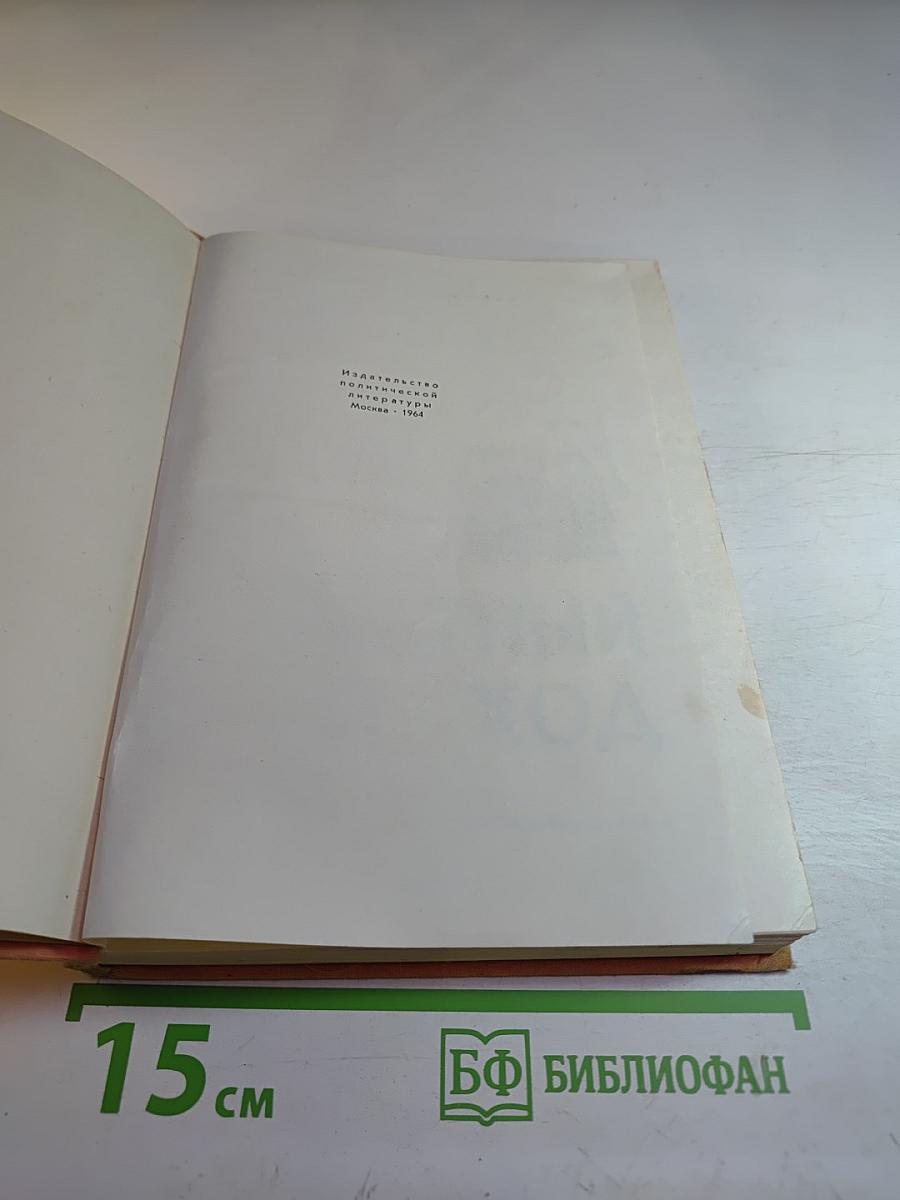 Издательство
политической
литературы
Москва · 1964
15 см
БФ БИБЛИОФАН